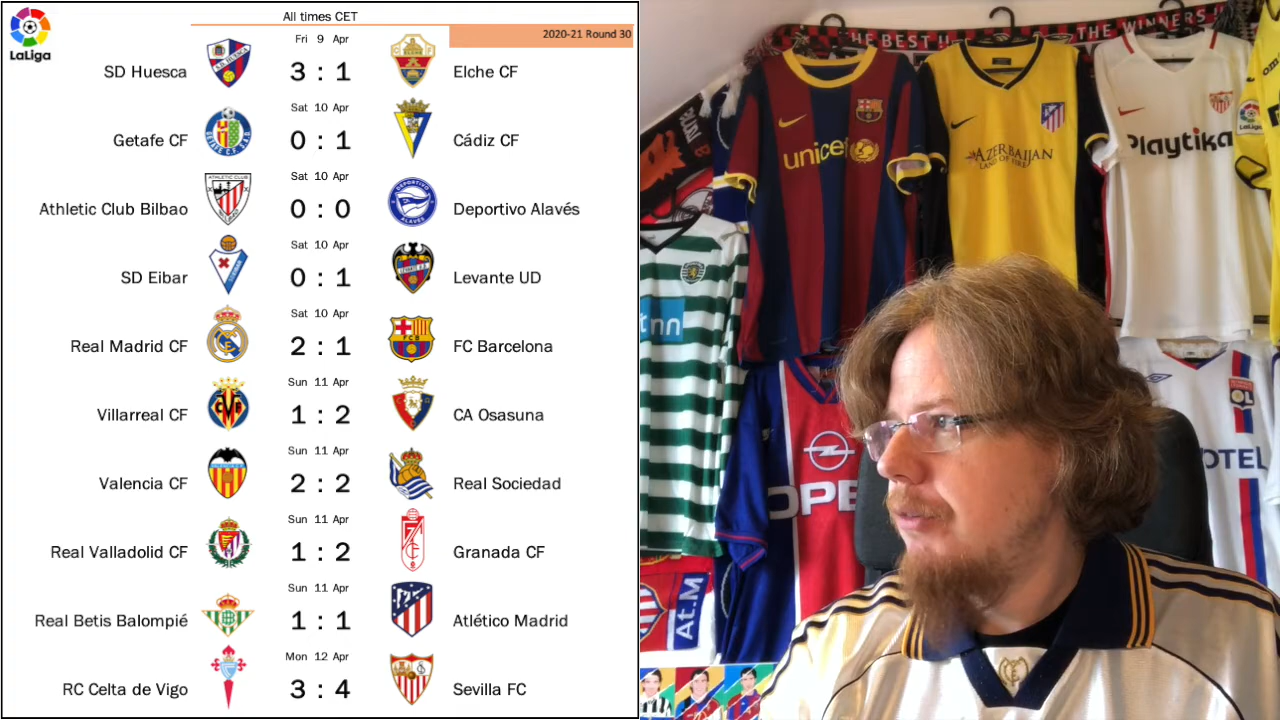 All times CET
LaLiga
2020-21 Round 30
Fri 9 Apr
SD Huesca 3 : 1 Elche CF
Sat 10 Apr
Getafe CF 0 : 1 Cádiz CF
Sat 10 Apr
Athletic Club Bilbao 0 : 0 Deportivo Alavés
Sat 10 Apr
SD Eibar 0 : 1 Levante UD
Sat 10 Apr
Real Madrid CF 2 : 1 FC Barcelona
Sun 11 Apr
Villarreal CF 1 : 2 CA Osasuna
Sun 11 Apr
Valencia CF 2 : 2 Real Sociedad
Sun 11 Apr
Real Valladolid CF 1 : 2 Granada CF
Sun 11 Apr
Real Betis Balompié 1 : 1 Atlético Madrid
Mon 12 Apr
RC Celta de Vigo 3 : 4 Sevilla FC
THE BEST !!
THE WINNERS !!
unicef
AZERBAIJAN
LAND OF FIRE
Playtika
LaLiga
OPE
OL
OTEL
At.M